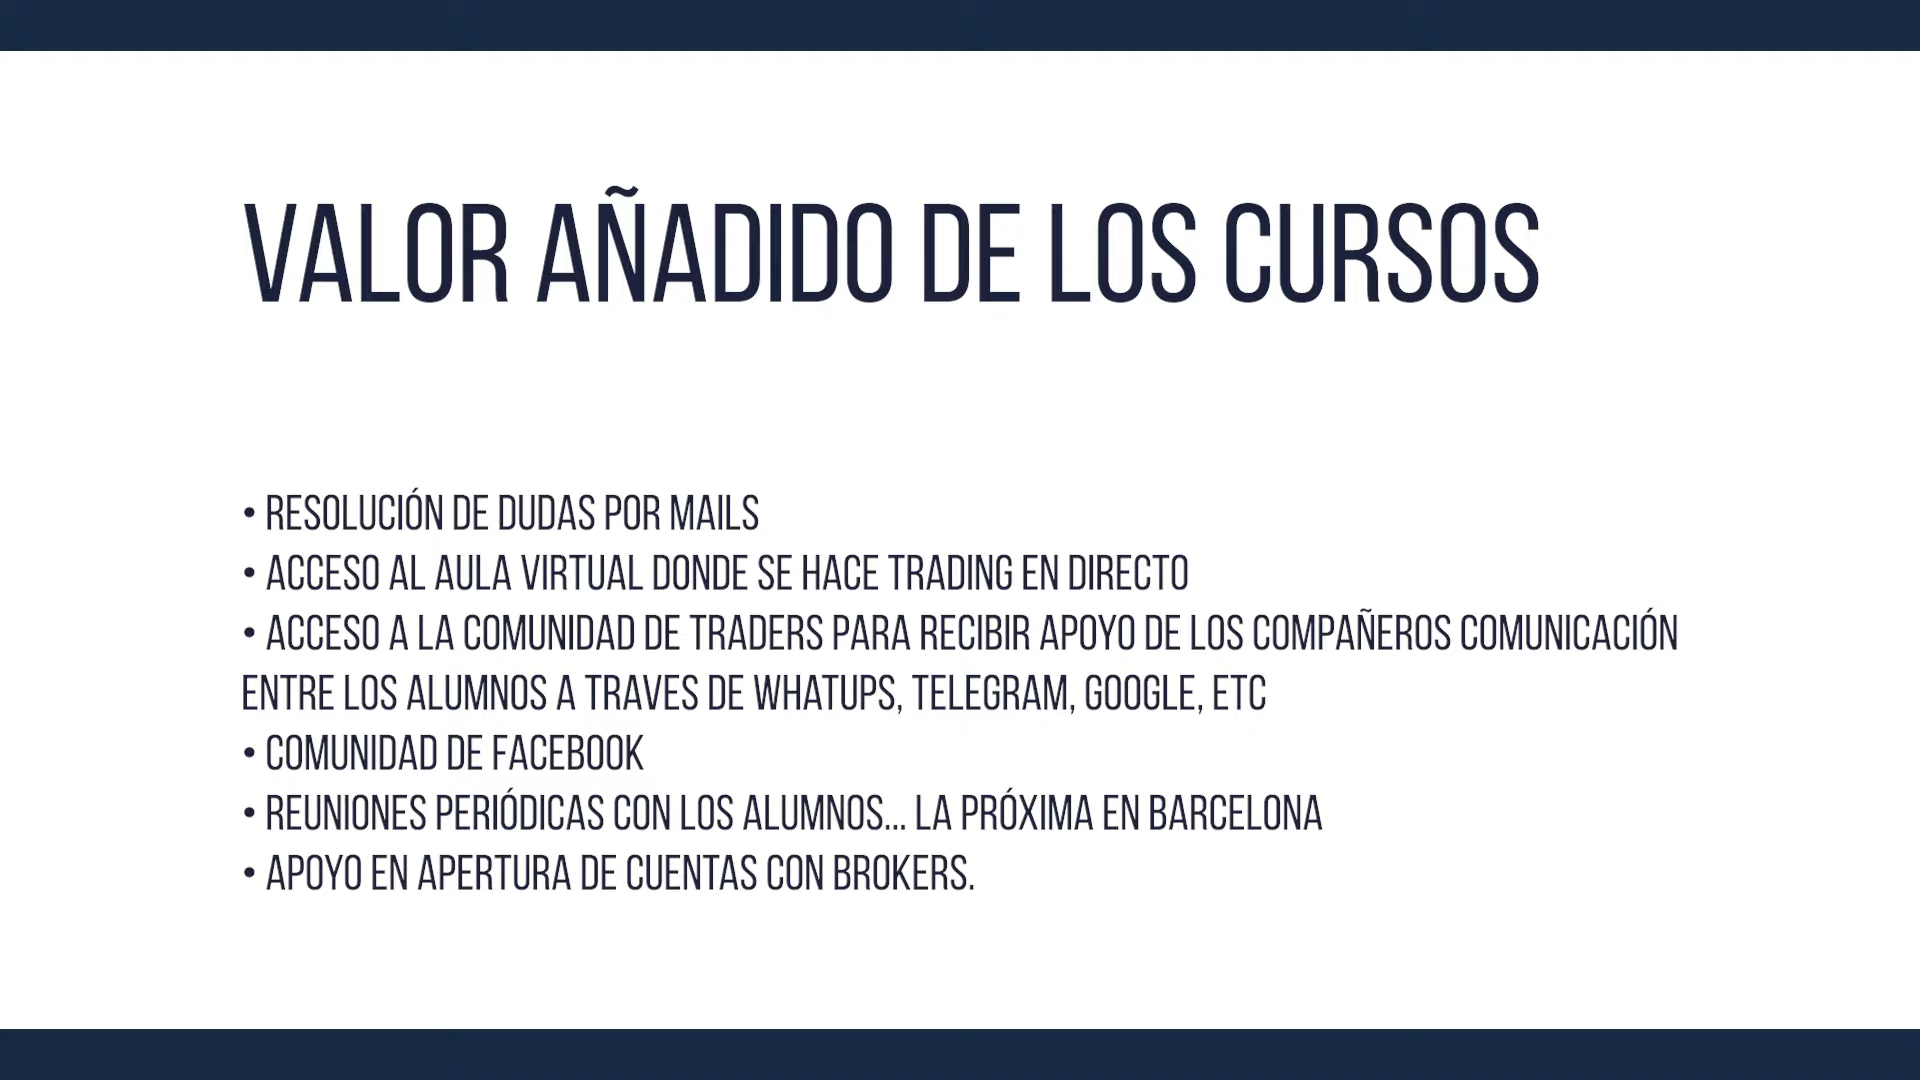 VALOR AÑADIDO DE LOS CURSOS
• RESOLUCIÓN DE DUDAS POR MAILS
• ACCESO AL AULA VIRTUAL DONDE SE HACE TRADING EN DIRECTO
• ACCESO A LA COMUNIDAD DE TRADERS PARA RECIBIR APOYO DE LOS COMPAÑEROS COMUNICACIÓN
ENTRE LOS ALUMNOS A TRAVES DE WHATUPS, TELEGRAM, GOOGLE, ETC
• COMUNIDAD DE FACEBOOK
• REUNIONES PERIÓDICAS CON LOS ALUMNOS... LA PRÓXIMA EN BARCELONA
• APOYO EN APERTURA DE CUENTAS CON BROKERS.